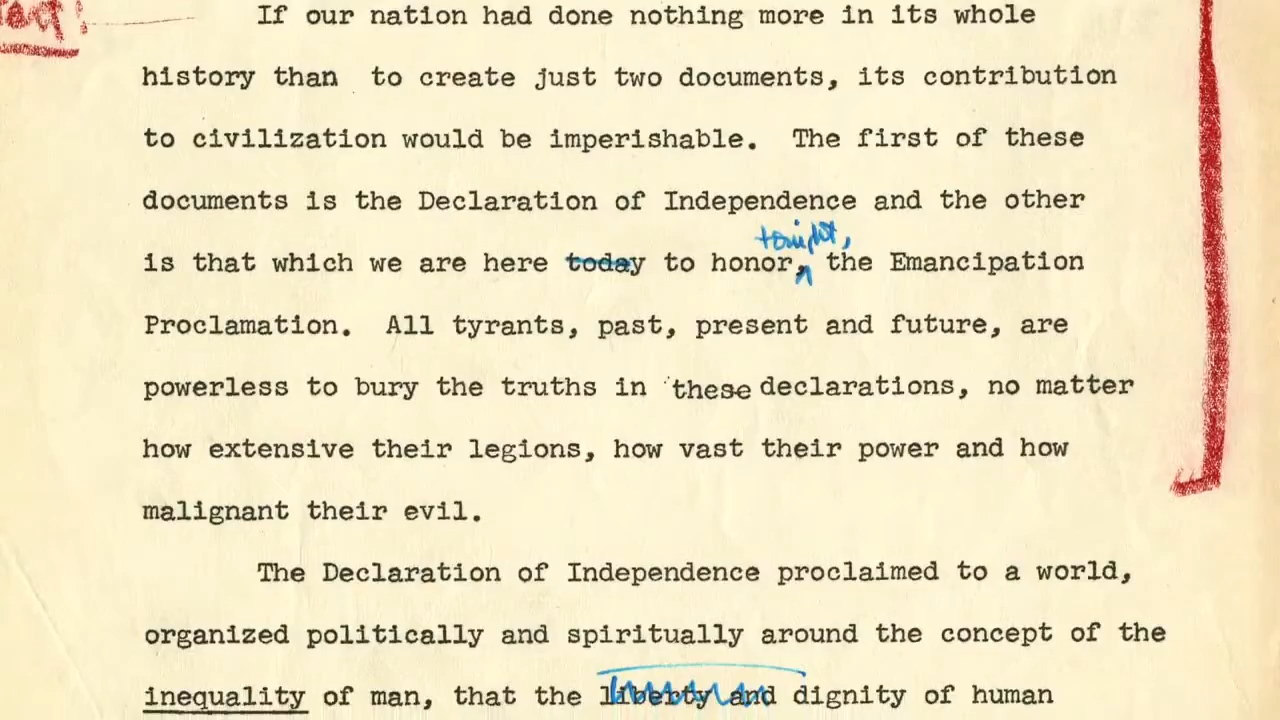 If our nation had done nothing more in its whole
history than to create just two documents, its contribution
to civilization would be imperishable. The first of these
documents is the Declaration of Independence and the other
tonight,
is that which we are here today to honor, the Emancipation
Proclamation. All tyrants, past, present and future, are
powerless to bury the truths in these declarations, no matter
how extensive their legions, how vast their power and how
malignant their evil.
The Declaration of Independence proclaimed to a world,
organized politically and spiritually around the concept of the
inequality of man, that the liberty and dignity of human